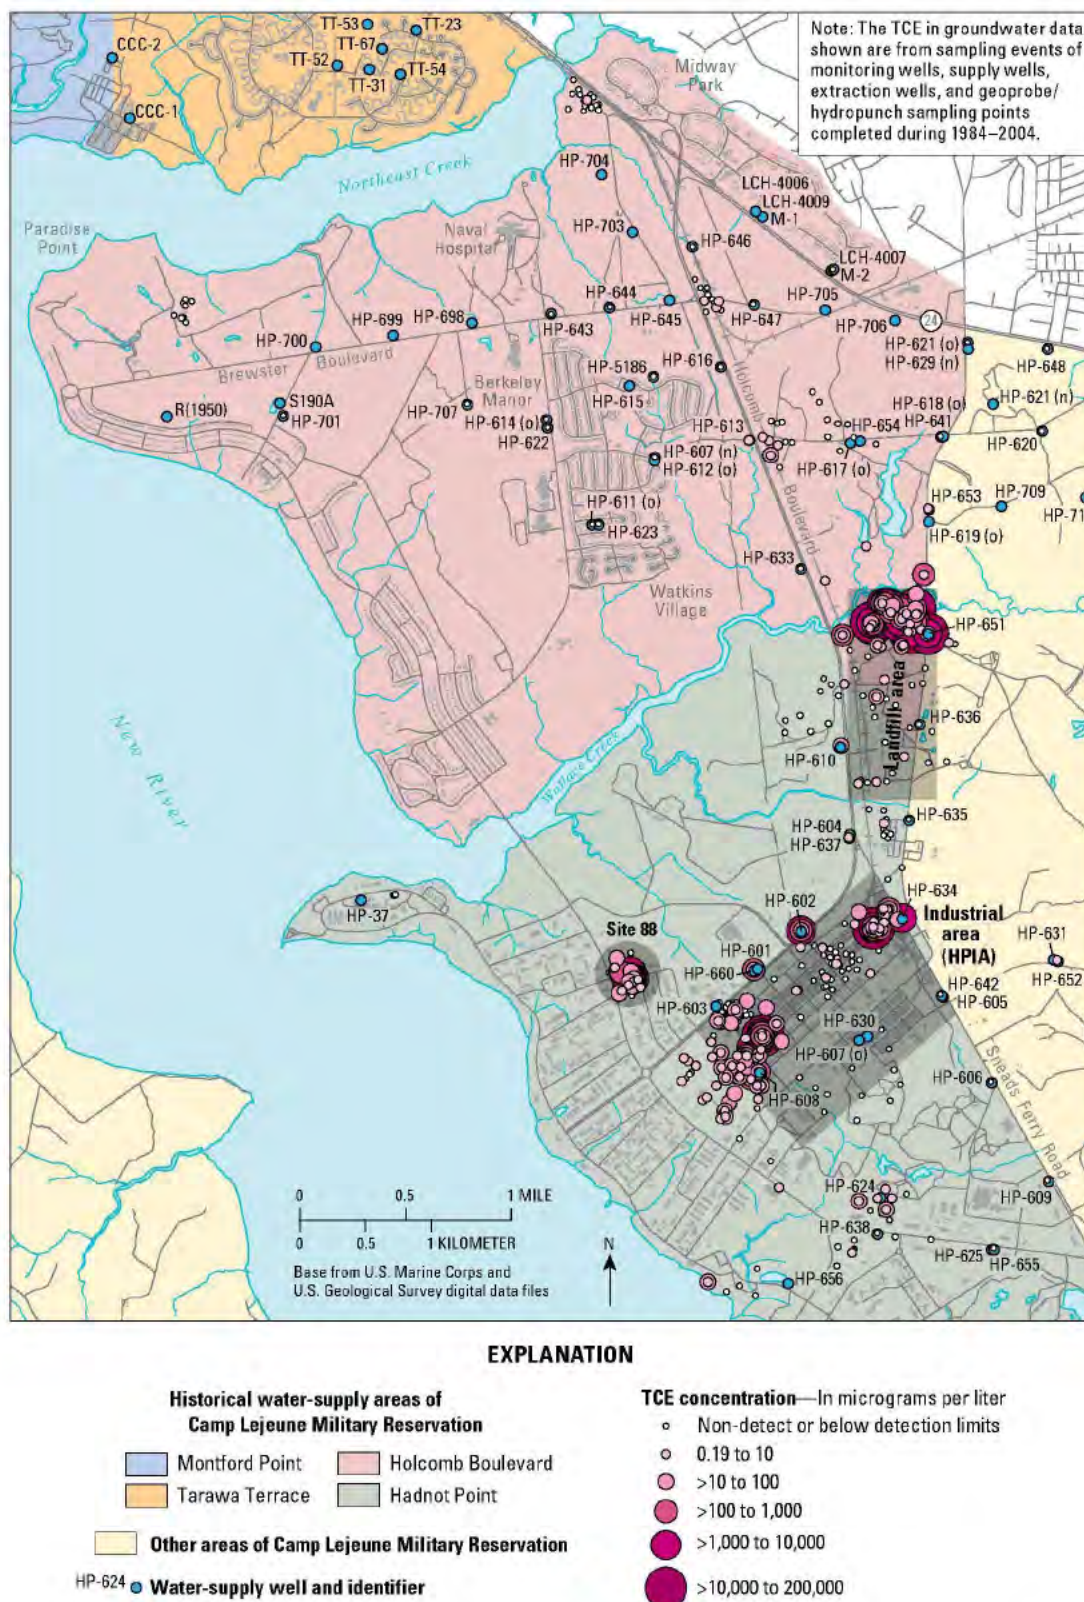 Note: The TCE in groundwater data
shown are from sampling events of
monitoring wells, supply wells,
extraction wells, and geoprobe/
hydropunch sampling points
completed during 1984–2004.
TT-53
TT-23
TT-67
TT-52
TT-54
TT-31
CCC-2
CCC-1
Midway
Park
Northeast Creek
HP-704
LCH-4006
LCH-4009
M-1
Paradise
Point
Naval
Hospital
HP-703
HP-646
LCH-4007
M-2
HP-644
HP-705
HP-643
HP-645
HP-647
HP-706
24
HP-698
HP-699
HP-700
Brewster
Boulevard
HP-621 (o)
HP-629 (n)
HP-648
HP-616
HP-5186
HP-615
Holcomb
Boulevard
Berkeley
Manor
R(1950)
S190A
HP-701
HP-707
HP-614 (o)
HP-622
HP-618 (o)
HP-621 (n)
HP-641
HP-613
HP-654
HP-620
HP-607 (n)
HP-612 (o)
HP-617 (o)
HP-611 (o)
HP-623
HP-653
HP-709
HP-71
HP-619 (o)
HP-633
Watkins
Village
HP-651
New River
Wallace Creek
Landfill area
HP-636
HP-610
HP-604
HP-637
HP-635
HP-634
HP-37
Site 88
HP-602
Industrial
area
(HPIA)
HP-601
HP-660
HP-631
HP-652
HP-603
HP-642
HP-605
HP-630
HP-607 (o)
HP-608
HP-606
Sneads Ferry Road
HP-624
HP-609
HP-638
HP-625
HP-655
HP-656
0 0.5 1 MILE
0 0.5 1 KILOMETER
N
Base from U.S. Marine Corps and
U.S. Geological Survey digital data files
EXPLANATION
Historical water-supply areas of
Camp Lejeune Military Reservation
Montford Point
Holcomb Boulevard
Tarawa Terrace
Hadnot Point
Other areas of Camp Lejeune Military Reservation
HP-624 Water-supply well and identifier
TCE concentration—In micrograms per liter
Non-detect or below detection limits
0.19 to 10
>10 to 100
>100 to 1,000
>1,000 to 10,000
>10,000 to 200,000